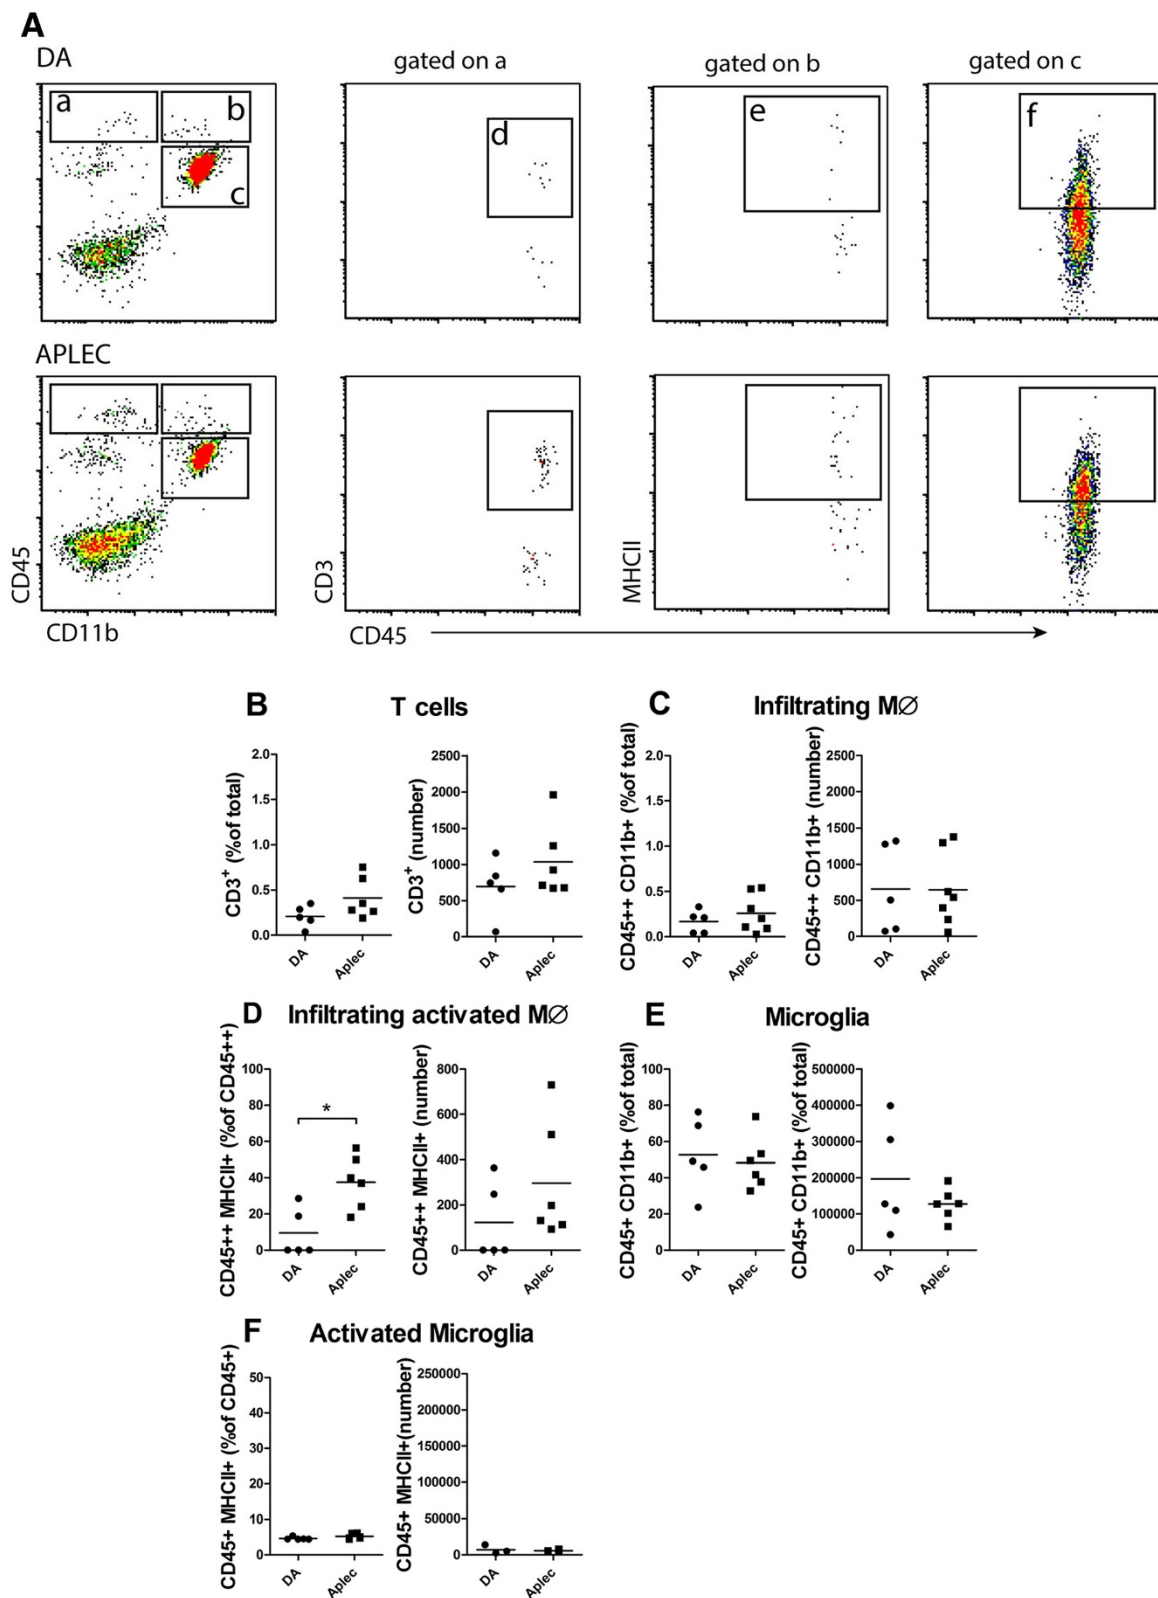 A
DA
gated on a
gated on b
gated on c
a
b
c
d
e
f
APLEC
CD45
CD11b
CD3
CD45
MHCII
B
T cells
CD3+ (%of total)
2.0
1.5
1.0
0.5
0.0
DA
Aplec
CD3+ (number)
2500
2000
1500
1000
500
0
DA
Aplec
C
Infiltrating MØ
CD45++ CD11b+ (%of total)
2.0
1.5
1.0
0.5
0.0
DA
Aplec
CD45++ CD11b+ (number)
2500
2000
1500
1000
500
0
DA
Aplec
D
Infiltrating activated MØ
CD45++ MHCII+ (%of CD45++)
100
80
60
40
20
0
*
DA
Aplec
CD45++ MHCII+ (number)
800
600
400
200
0
DA
Aplec
E
Microglia
CD45+ CD11b+ (%of total)
100
80
60
40
20
0
DA
Aplec
CD45+ CD11b+ (%of total)
500000
400000
300000
200000
100000
0
DA
Aplec
F
Activated Microglia
CD45+ MHCII+ (%of CD45+)
50
40
30
20
10
0
DA
Aplec
CD45+ MHCII+(number)
250000
200000
150000
100000
50000
0
DA
Aplec